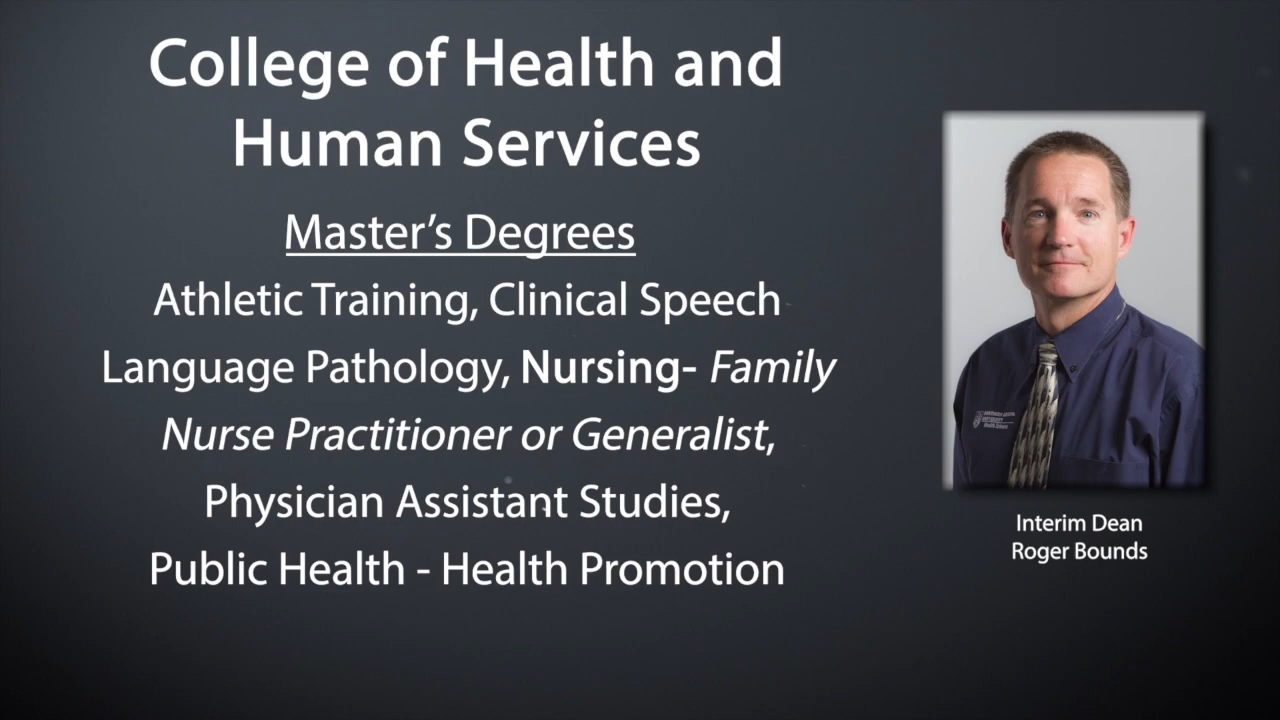 College of Health and
Human Services
Master's Degrees
Athletic Training, Clinical Speech
Language Pathology, Nursing- Family
Nurse Practitioner or Generalist,
Physician Assistant Studies,
Public Health - Health Promotion
UNIVERSITY
Interim Dean
Roger Bounds